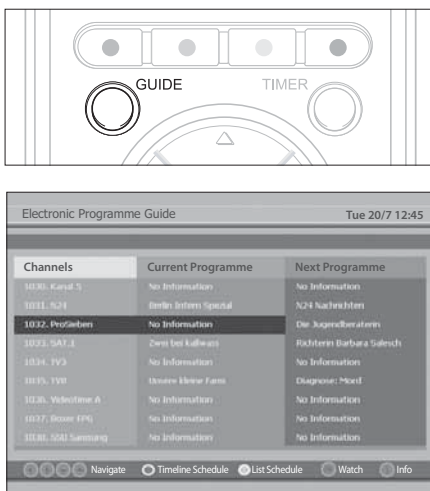 GUIDE TIMER
Electronic Programme Guide Tue 20/7 12:45
Channels Current Programme Next Programme
1030. Kanal 5 No Information No Information
1031. N24 Berlin Intern Spezial N24 Nachrichten
1032. ProSieben No Information Die Jugendberaterin
1033. SAT.1 Zwei bei Kallwass Richterin Barbara Salesch
1034. TV3 No Information No Information
1035. TV8 Unsere kleine Farm Diagnose: Mord
1036. Videotime A No Information No Information
1037. Boxer EPG No Information No Information
1038. SSU Samsung No Information No Information
Navigate Timeline Schedule List Schedule Watch Info